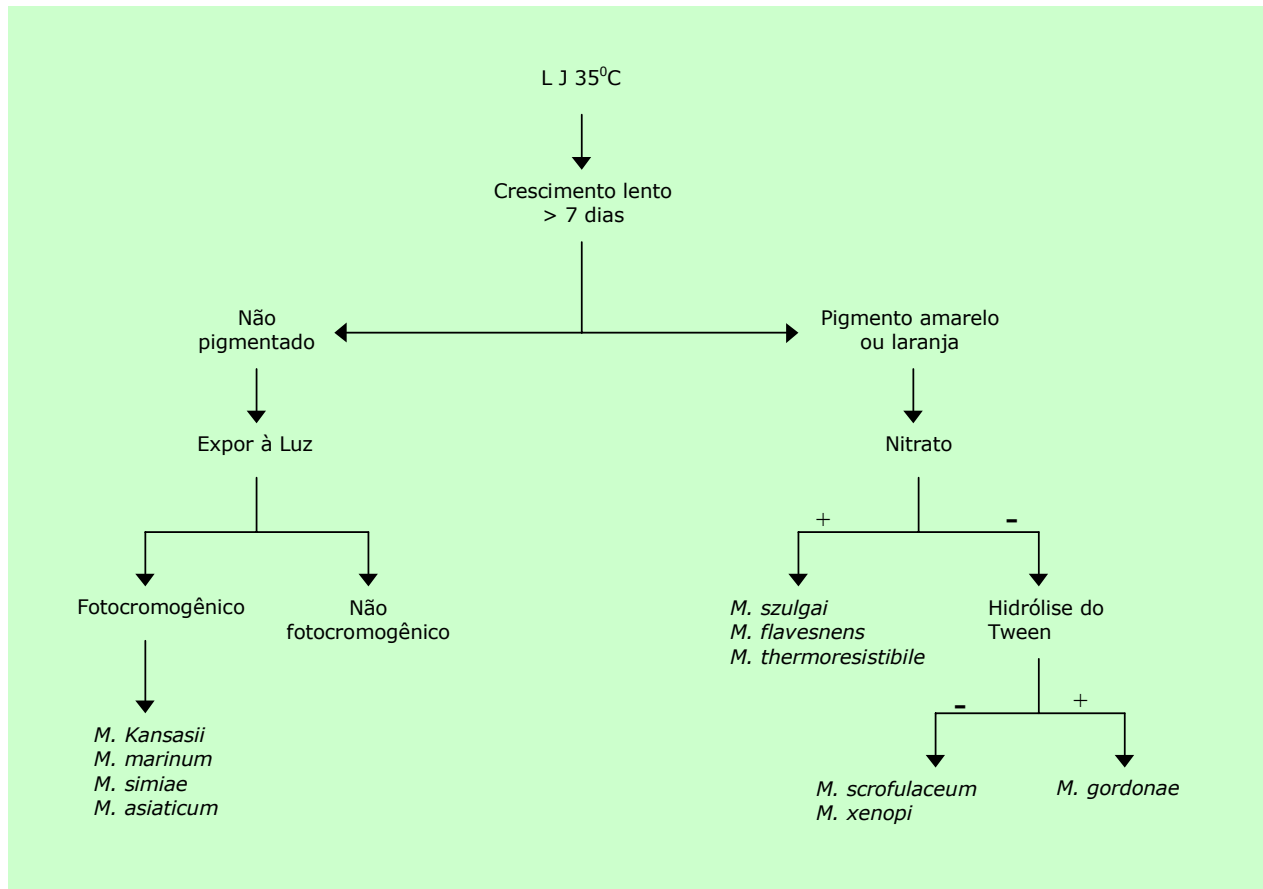 L J 35⁰C
Crescimento lento
> 7 dias
Não
pigmentado
Pigmento amarelo
ou laranja
Expor à Luz
Nitrato
+
-
Fotocromogênico
Não
fotocromogênico
M. szulgai
M. flavesnens
M. thermoresistibile
Hidrólise do
Tween
-
+
M. Kansasii
M. marinum
M. simiae
M. asiaticum
M. scrofulaceum
M. xenopi
M. gordonae